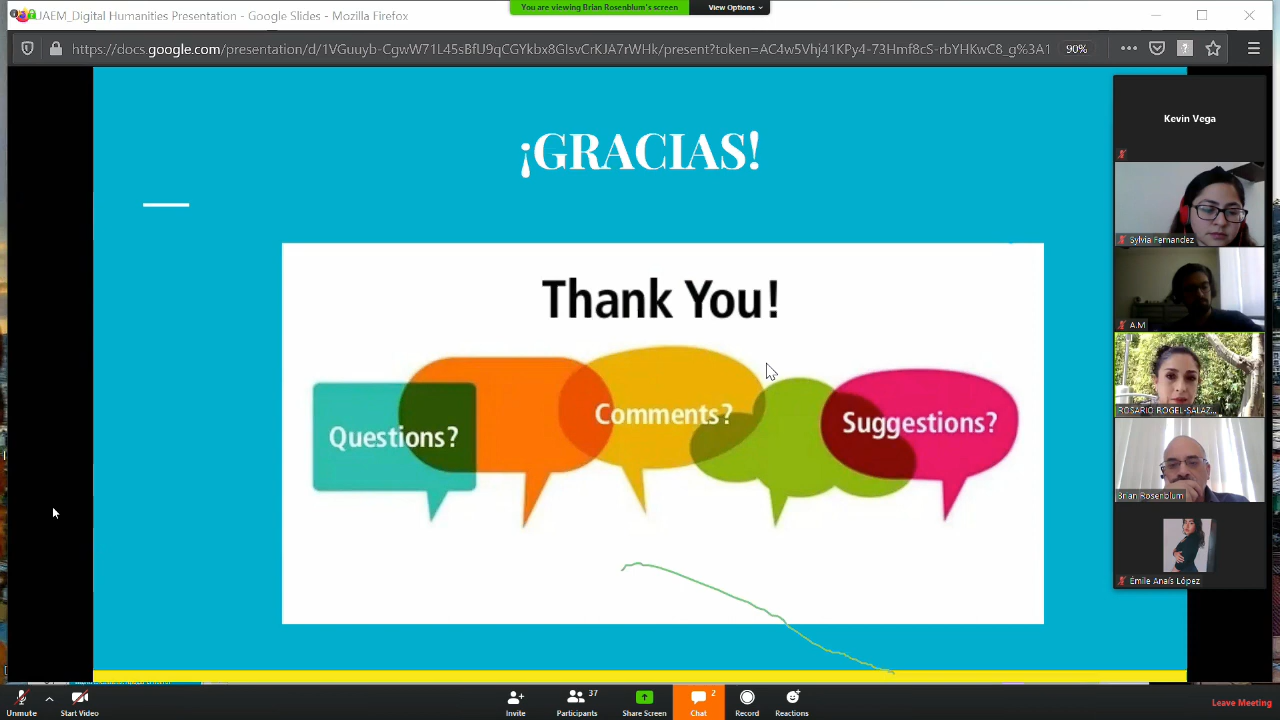 UAEM_Digital Humanities Presentation - Google Slides - Mozilla Firefox
You are viewing Brian Rosenblum's screen
View Options
https://docs.google.com/presentation/d/1VGuuyb-CgwW71L45sBfU9qCGYkbx8GlsvCrKJA7rWHk/present?token=AC4w5Vhj41KPy4-73Hmf8cS-rbYHKwC8_g%3A1
90%
¡GRACIAS!
Thank You!
Questions?
Comments?
Suggestions?
Kevin Vega
Sylvia Fernandez
A.M
ROSARIO ROGEL-SALAZ...
Brian Rosenblum
Émile Anaís López
Unmute
Start Video
Invite
Participants
37
Share Screen
Chat
2
Record
Reactions
Leave Meeting